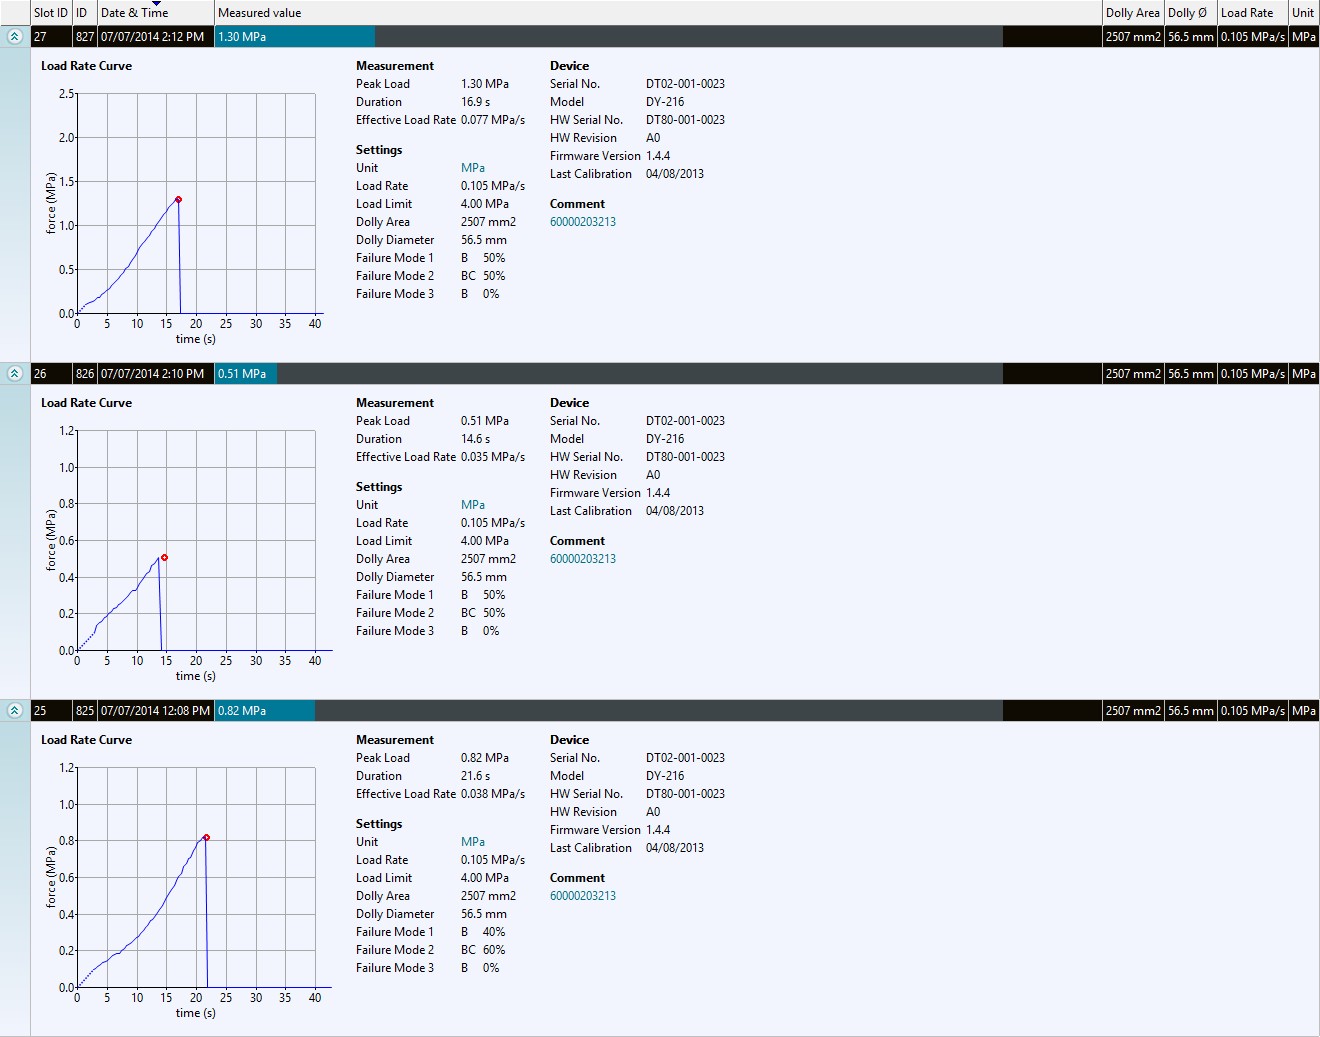 Slot ID ID Date & Time Measured value Dolly Area Dolly Ø Load Rate Unit
27 827 07/07/2014 2:12 PM 1.30 MPa 2507 mm2 56.5 mm 0.105 MPa/s MPa
Load Rate Curve
force (MPa)
2.5
2.0
1.5
1.0
0.5
0.0
0 5 10 15 20 25 30 35 40
time (s)
Measurement
Peak Load 1.30 MPa
Duration 16.9 s
Effective Load Rate 0.077 MPa/s
Settings
Unit MPa
Load Rate 0.105 MPa/s
Load Limit 4.00 MPa
Dolly Area 2507 mm2
Dolly Diameter 56.5 mm
Failure Mode 1 B 50%
Failure Mode 2 BC 50%
Failure Mode 3 B 0%
Device
Serial No. DT02-001-0023
Model DY-216
HW Serial No. DT80-001-0023
HW Revision A0
Firmware Version 1.4.4
Last Calibration 04/08/2013
Comment
60000203213
26 826 07/07/2014 2:10 PM 0.51 MPa 2507 mm2 56.5 mm 0.105 MPa/s MPa
Load Rate Curve
force (MPa)
1.2
1.0
0.8
0.6
0.4
0.2
0.0
0 5 10 15 20 25 30 35 40
time (s)
Measurement
Peak Load 0.51 MPa
Duration 14.6 s
Effective Load Rate 0.035 MPa/s
Settings
Unit MPa
Load Rate 0.105 MPa/s
Load Limit 4.00 MPa
Dolly Area 2507 mm2
Dolly Diameter 56.5 mm
Failure Mode 1 B 50%
Failure Mode 2 BC 50%
Failure Mode 3 B 0%
Device
Serial No. DT02-001-0023
Model DY-216
HW Serial No. DT80-001-0023
HW Revision A0
Firmware Version 1.4.4
Last Calibration 04/08/2013
Comment
60000203213
25 825 07/07/2014 12:08 PM 0.82 MPa 2507 mm2 56.5 mm 0.105 MPa/s MPa
Load Rate Curve
force (MPa)
1.2
1.0
0.8
0.6
0.4
0.2
0.0
0 5 10 15 20 25 30 35 40
time (s)
Measurement
Peak Load 0.82 MPa
Duration 21.6 s
Effective Load Rate 0.038 MPa/s
Settings
Unit MPa
Load Rate 0.105 MPa/s
Load Limit 4.00 MPa
Dolly Area 2507 mm2
Dolly Diameter 56.5 mm
Failure Mode 1 B 40%
Failure Mode 2 BC 60%
Failure Mode 3 B 0%
Device
Serial No. DT02-001-0023
Model DY-216
HW Serial No. DT80-001-0023
HW Revision A0
Firmware Version 1.4.4
Last Calibration 04/08/2013
Comment
60000203213